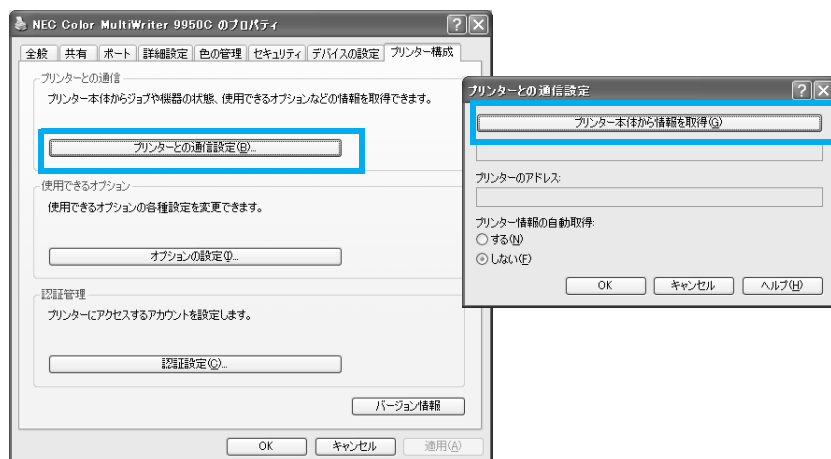 NEC Color MultiWriter 9950C のプロパティ
全般 共有 ポート 詳細設定 色の管理 セキュリティ デバイスの設定 プリンター構成
プリンターとの通信
プリンター本体からジョブや機器の状態、使用できるオプションなどの情報を取得できます。
プリンターとの通信設定(B)...
使用できるオプション
使用できるオプションの各種設定を変更できます。
オプションの設定(I)...
認証管理
プリンターにアクセスするアカウントを設定します。
認証設定(C)...
バージョン情報
OK キャンセル 適用(A)
プリンターとの通信設定
プリンター本体から情報を取得(G)
プリンターのアドレス:
プリンター情報の自動取得:
する(N)
しない(F)
OK キャンセル ヘルプ(H)